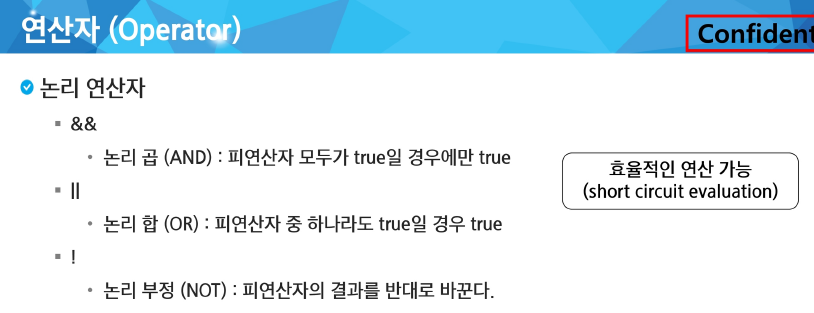 연산자 (Operator)
Confident
논리 연산자
&&
논리 곱 (AND) : 피연산자 모두가 true일 경우에만 true
효율적인 연산 가능
(short circuit evaluation)
||
논리 합 (OR) : 피연산자 중 하나라도 true일 경우 true
!
논리 부정 (NOT) : 피연산자의 결과를 반대로 바꾼다.